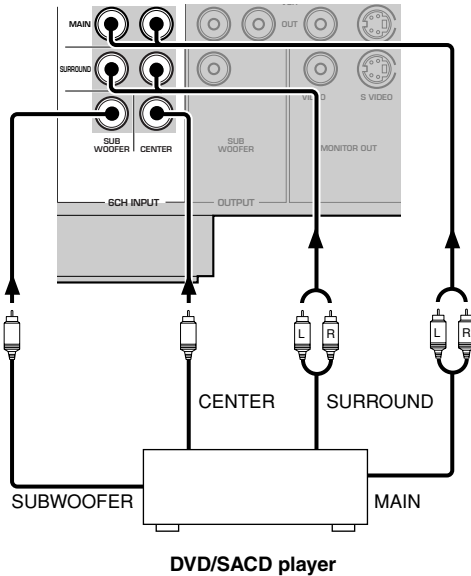 OUT
MAIN
SURROUND
VIDEO
S VIDEO
SUB
WOOFER
CENTER
SUB
WOOFER
MONITOR OUT
6CH INPUT
OUTPUT
L
R
L
R
CENTER
SURROUND
SUBWOOFER
MAIN
DVD/SACD player